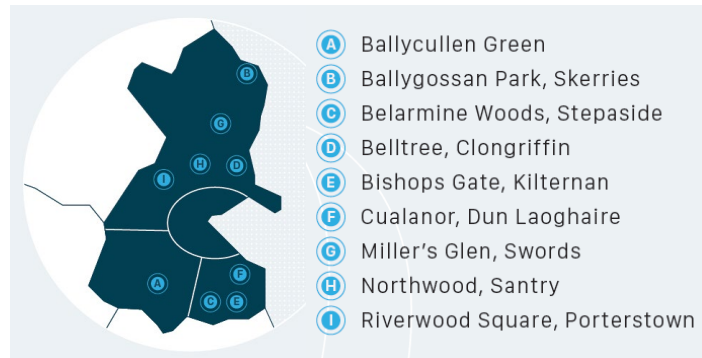 B
G
H
D
I
F
A
C
E
A Ballycullen Green
B Ballygossan Park, Skerries
C Belarmine Woods, Stepaside
D Belltree, Clongriffin
E Bishops Gate, Kilternan
F Cualanor, Dun Laoghaire
G Miller's Glen, Swords
H Northwood, Santry
I Riverwood Square, Porterstown